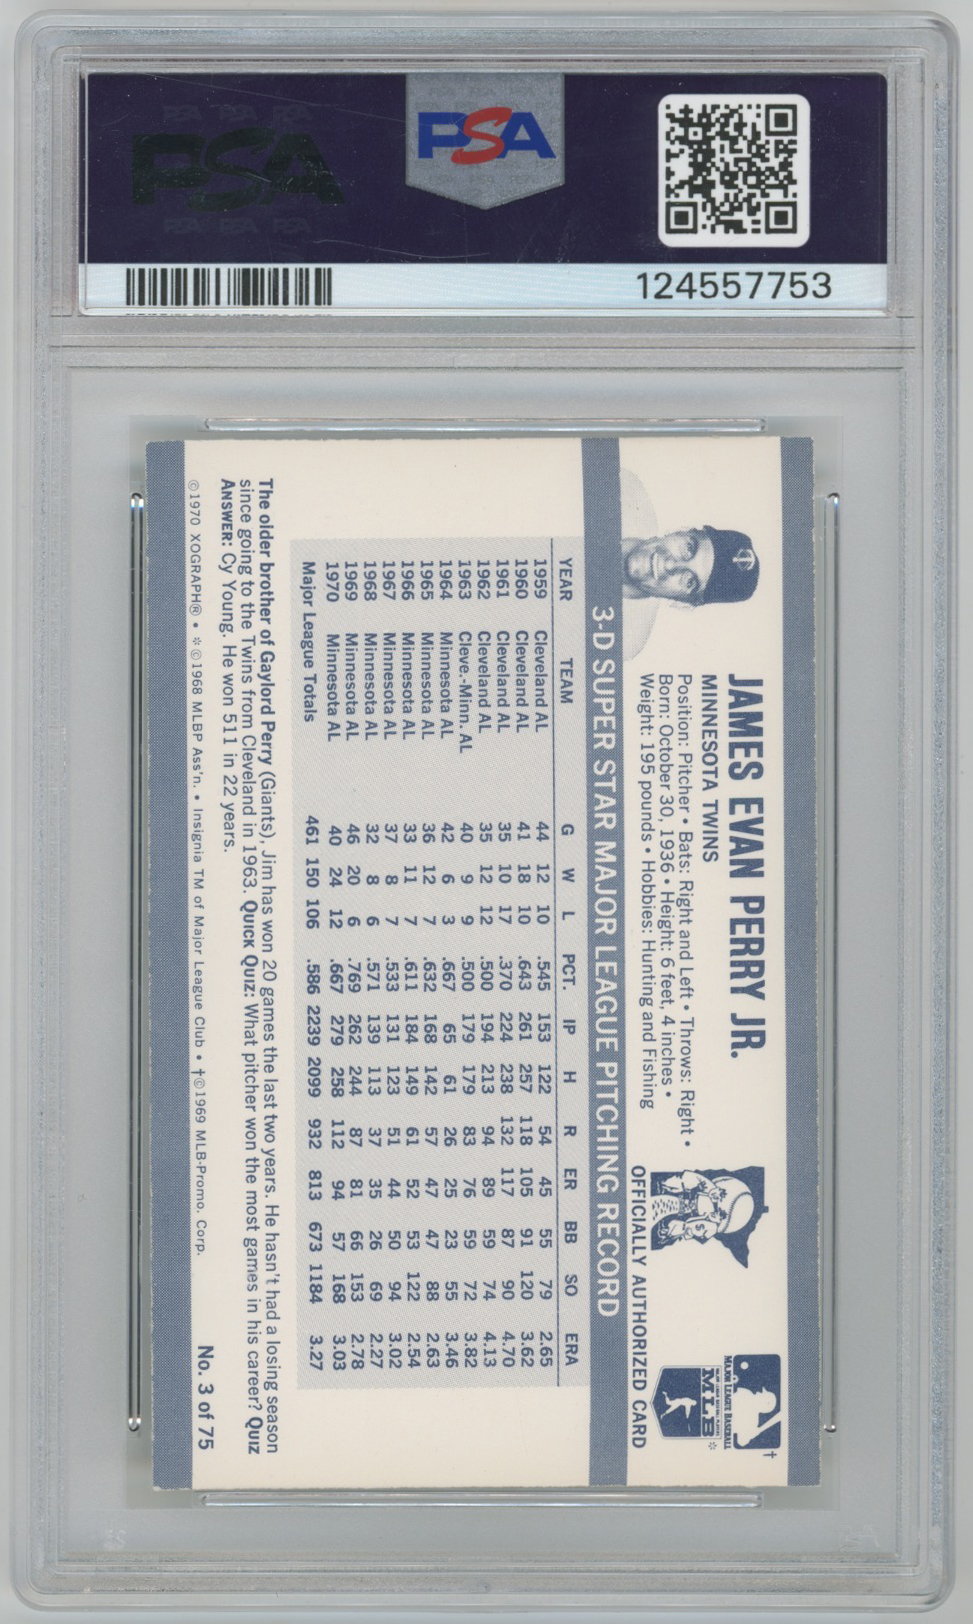 PSA
PSA
124557753
JAMES EVAN PERRY JR.
MINNESOTA TWINS
Position: Pitcher • Bats: Right and Left • Throws: Right •
Born: October 30, 1936 • Height: 6 feet, 4 inches •
Weight: 195 pounds • Hobbies: Hunting and Fishing
OFFICIALLY AUTHORIZED CARD
MAJOR LEAGUE BASEBALL †
MLB *
3-D SUPER STAR MAJOR LEAGUE PITCHING RECORD
YEAR TEAM G W L PCT. IP H R ER BB SO ERA
1959 Cleveland AL 44 12 10 .545 153 122 54 45 55 79 2.65
1960 Cleveland AL 41 18 10 .643 261 257 118 105 91 120 3.62
1961 Cleveland AL 35 10 17 .370 224 238 132 117 87 90 4.70
1962 Cleveland AL 35 12 12 .500 194 213 94 89 59 74 4.13
1963 Cleve.-Minn. AL 40 9 9 .500 179 179 83 76 59 72 3.82
1964 Minnesota AL 42 6 3 .667 65 61 26 25 23 55 3.46
1965 Minnesota AL 36 12 7 .632 168 142 57 47 47 88 2.63
1966 Minnesota AL 33 11 7 .611 184 149 61 52 53 122 2.54
1967 Minnesota AL 37 8 7 .533 131 123 51 44 50 94 3.02
1968 Minnesota AL 32 8 6 .571 139 113 37 35 26 69 2.27
1969 Minnesota AL 46 20 6 .769 262 244 87 81 66 153 2.78
1970 Minnesota AL 40 24 12 .667 279 258 112 94 57 168 3.03
Major League Totals 461 150 106 .586 2239 2099 932 813 673 1184 3.27
The older brother of Gaylord Perry (Giants), Jim has won 20 games the last two years. He hasn't had a losing season
since going to the Twins from Cleveland in 1963. QUICK QUIZ: What pitcher won the most games in his career? QUIZ
ANSWER: Cy Young. He won 511 in 22 years.
©1970 XOGRAPH® • *©1968 MLBP Ass'n. • Insignia TM of Major League Club • †©1969 MLB-Promo. Corp.
No. 3 of 75